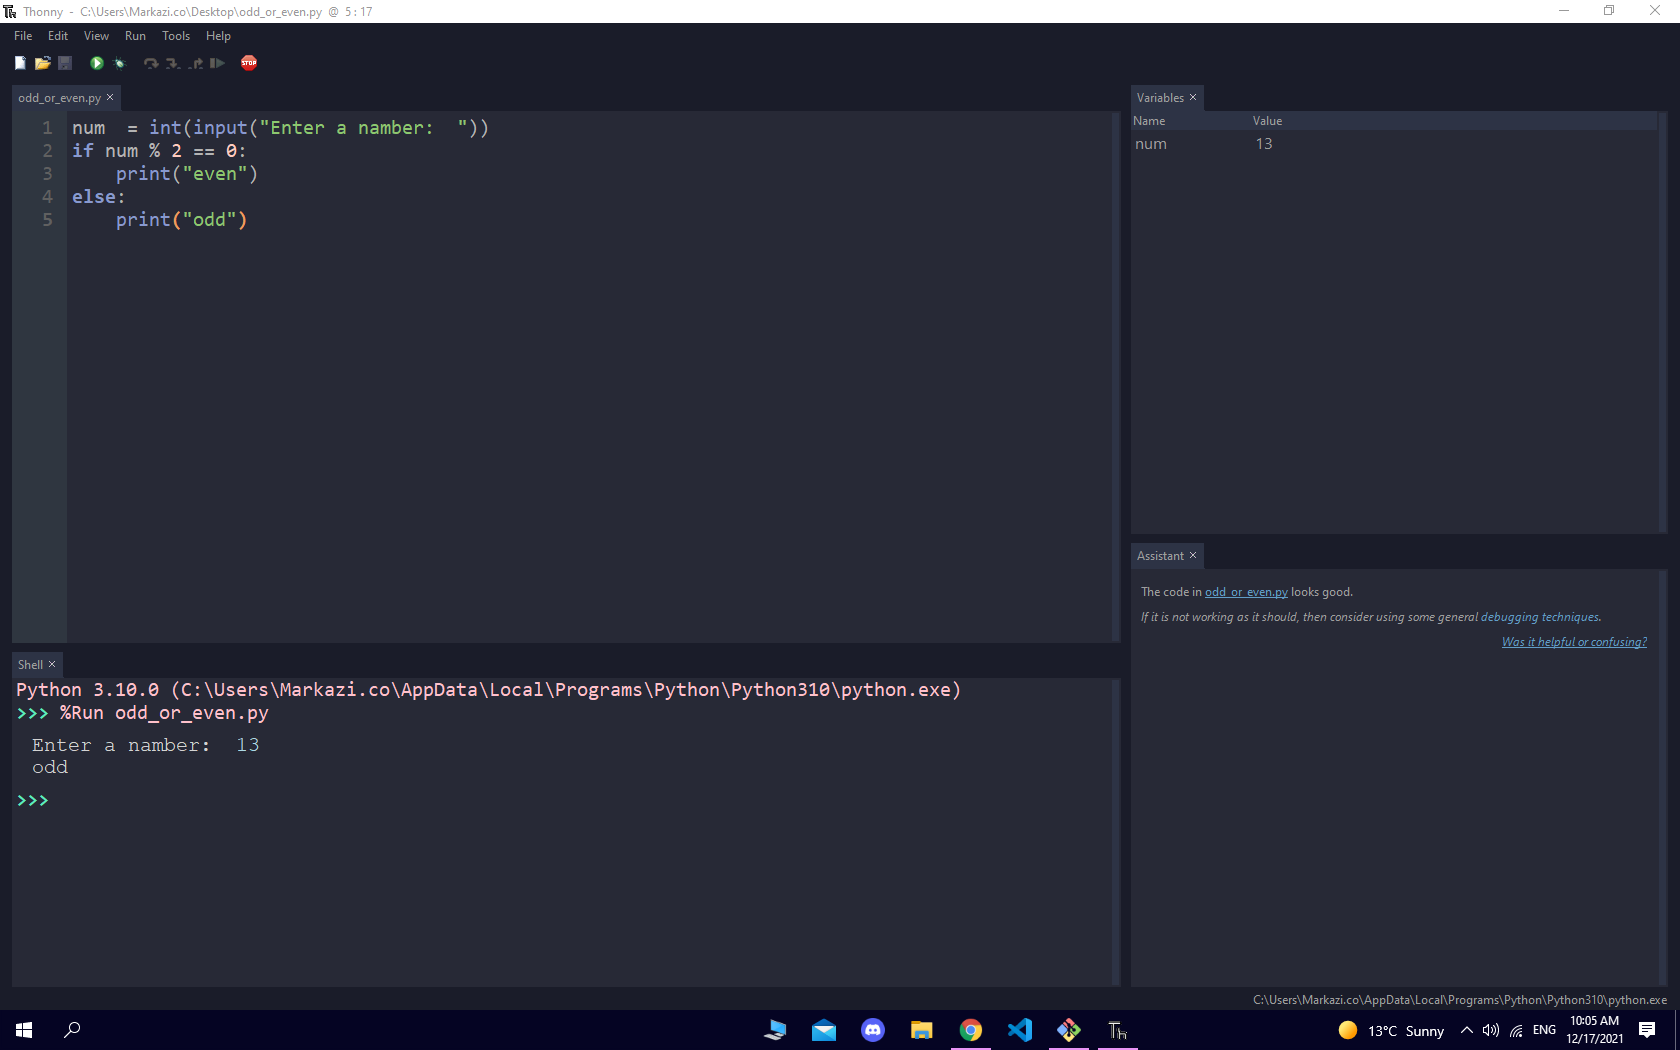 Thonny - C:\Users\Markazi.co\Desktop\odd_or_even.py @ 5 : 17
File Edit View Run Tools Help
STOP
odd_or_even.py ×
1 num  = int(input("Enter a namber:  "))
2 if num % 2 == 0:
3     print("even")
4 else:
5     print("odd")
Variables ×
Name Value
num 13
Assistant ×
The code in odd_or_even.py looks good.
If it is not working as it should, then consider using some general debugging techniques.
Was it helpful or confusing?
Shell ×
Python 3.10.0 (C:\Users\Markazi.co\AppData\Local\Programs\Python\Python310\python.exe)
>>> %Run odd_or_even.py
Enter a namber:  13
odd
>>>
C:\Users\Markazi.co\AppData\Local\Programs\Python\Python310\python.exe
13°C Sunny ENG 10:05 AM
12/17/2021